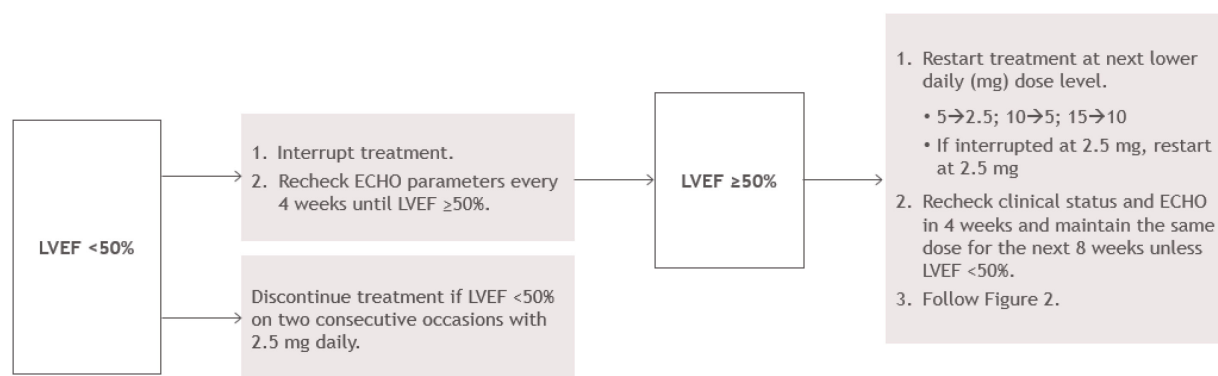 LVEF <50%
1. Interrupt treatment.
2. Recheck ECHO parameters every
4 weeks until LVEF ≥50%.
Discontinue treatment if LVEF <50%
on two consecutive occasions with
2.5 mg daily.
LVEF ≥50%
1. Restart treatment at next lower
daily (mg) dose level.
• 5→2.5; 10→5; 15→10
• If interrupted at 2.5 mg, restart
at 2.5 mg
2. Recheck clinical status and ECHO
in 4 weeks and maintain the same
dose for the next 8 weeks unless
LVEF <50%.
3. Follow Figure 2.